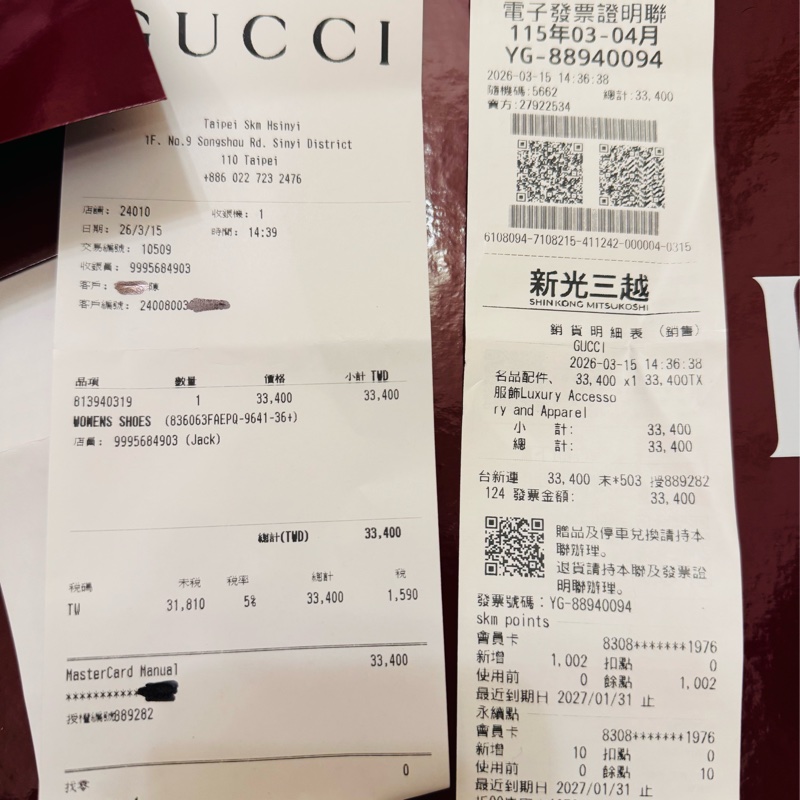 GUCCI
Taipei Skm Hsinyi
1F. No.9 Songshou Rd. Sinyi District
110 Taipei
+886 022 723 2476
店鋪: 24010 收銀機: 1
日期: 26/3/15 時間: 14:39
交易編號: 10509
收銀員: 9995684903
客戶: 陳
客戶編號: 24008003
品項 數量 價格 小計 TWD
813940319 1 33,400 33,400
WOMENS SHOES (836063FAEPQ-9641-36+)
店員: 9995684903 (Jack)
總計(TWD) 33,400
稅碼 未稅 稅率 總計 稅
TW 31,810 5% 33,400 1,590
MasterCard Manual 33,400
***********
授權編號889282
找零 0
電子發票證明聯
115年03-04月
YG-88940094
2026-03-15 14:36:38
隨機碼:5662 總計:33,400
賣方:27922534
6108094-7108215-411242-000004-0315
新光三越
SHIN KONG MITSUKOSHI
銷貨明細表 (銷售)
GUCCI
2026-03-15 14:36:38
名品配件、 33,400 x1 33,400TX
服飾Luxury Accesso
ry and Apparel
小 計: 33,400
總 計: 33,400
台新運 33,400 末*503 授889282
124 發票金額: 33,400
贈品及停車兌換請持本
聯辦理。
退貨請持本聯及發票證
明聯辦理。
發票號碼:YG-88940094
skm points
會員卡 8308*******1976
新增 1,002 扣點 0
使用前 0 餘點 1,002
最近到期日 2027/01/31 止
永續點
會員卡 8308*******1976
新增 10 扣點 0
使用前 0 餘點 10
最近到期日 2027/01/31 止